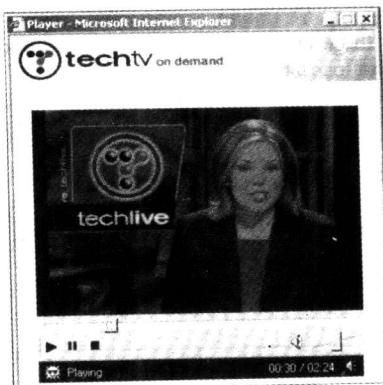 Player - Microsoft Internet Explorer
techtv on demand
techlive
Playing 00:30 / 02:24